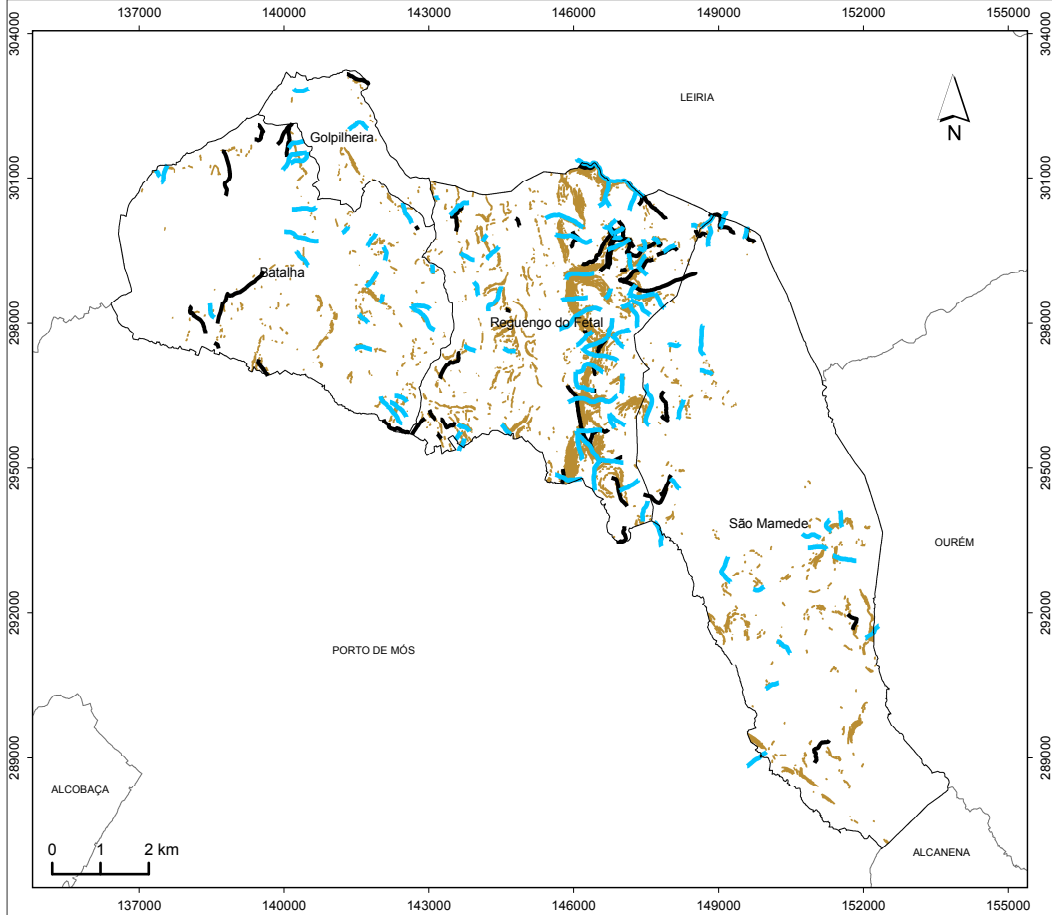 137000 140000 143000 146000 149000 152000 155000
304000 304000
LEIRIA
N
Golpilheira
301000 301000
Batalha
298000 298000
Reguengo do Fetal
295000 295000
São Mamede
OURÉM
292000 292000
PORTO DE MÓS
289000 289000
ALCOBAÇA
0 1 2 km
ALCANENA
137000 140000 143000 146000 149000 152000 155000